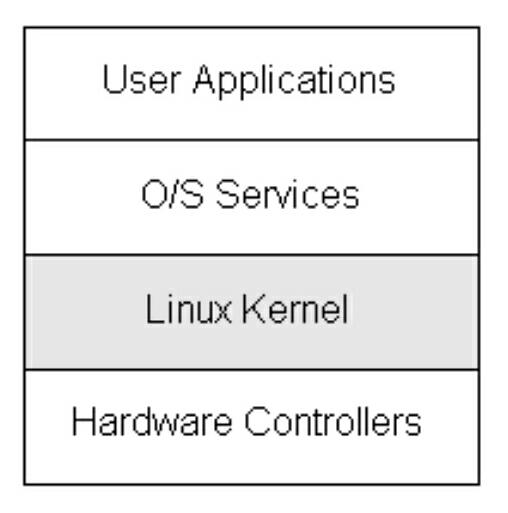 User Applications
O/S Services
Linux Kernel
Hardware Controllers